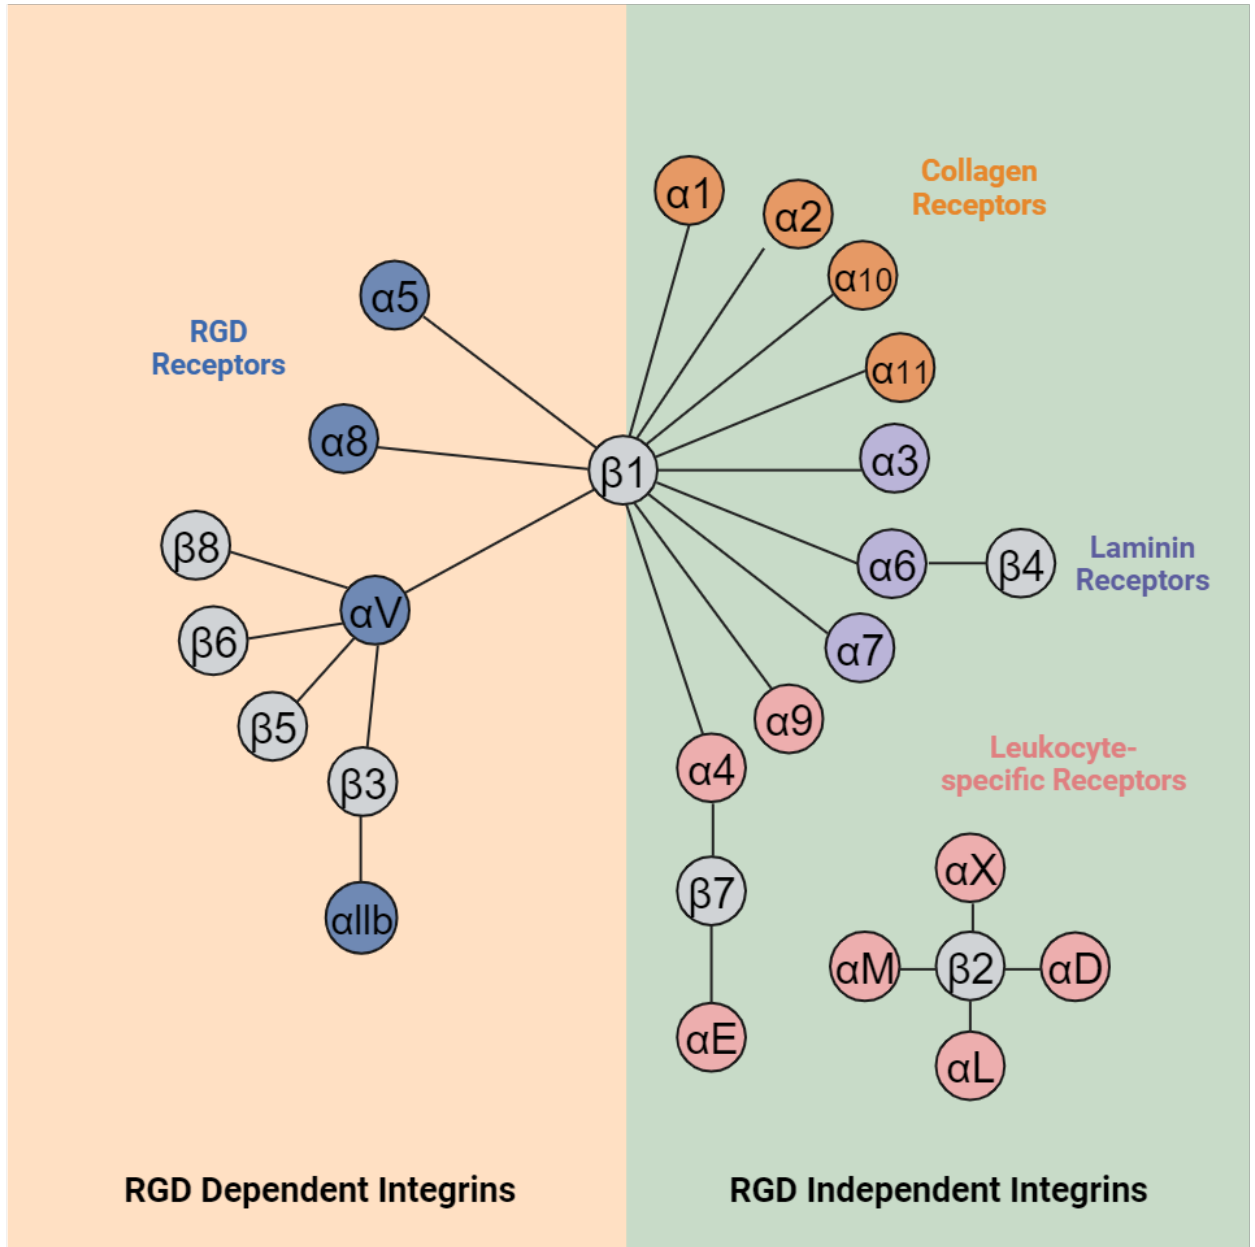 α1
α2
Collagen
Receptors
α10
α5
RGD
Receptors
α11
α8
β1
α3
β8
αV
α6
β4
Laminin
Receptors
β6
α7
β5
α9
β3
α4
Leukocyte-
specific Receptors
αIIb
β7
αX
αM
β2
αD
αE
αL
RGD Dependent Integrins
RGD Independent Integrins